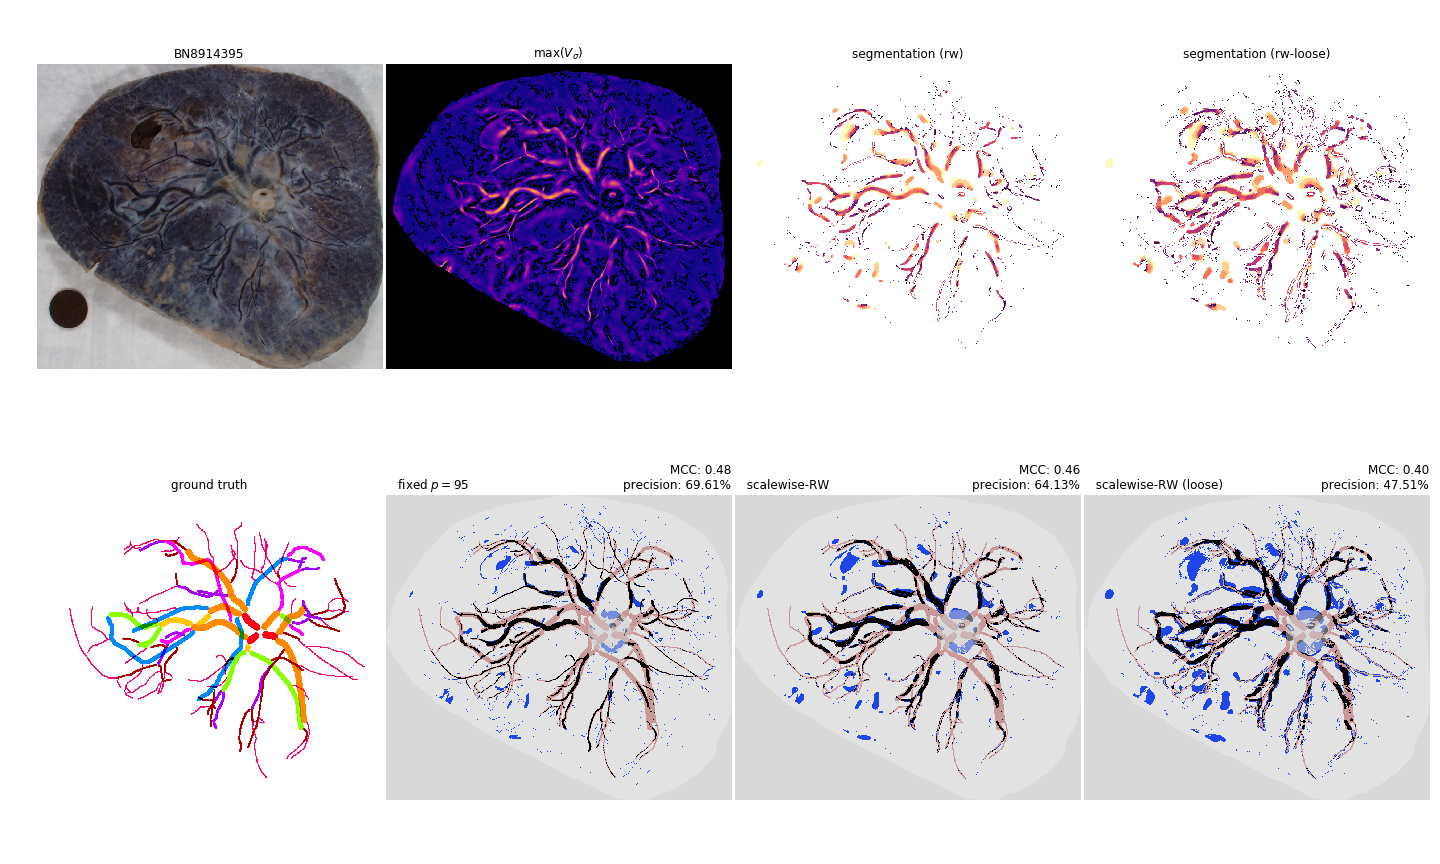 BN8914395
max(V_σ)
segmentation (rw)
segmentation (rw-loose)
ground truth
fixed p = 95
MCC: 0.48
precision: 69.61%
scalewise-RW
MCC: 0.46
precision: 64.13%
scalewise-RW (loose)
MCC: 0.40
precision: 47.51%